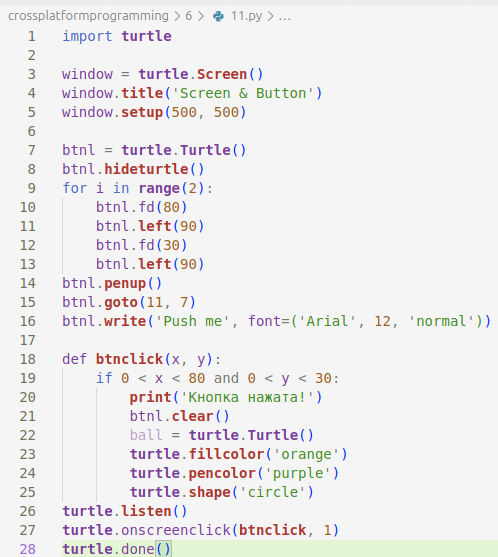 crossplatformprogramming > 6 > 11.py > ...
1 import turtle
2
3 window = turtle.Screen()
4 window.title('Screen & Button')
5 window.setup(500, 500)
6
7 btnl = turtle.Turtle()
8 btnl.hideturtle()
9 for i in range(2):
10     btnl.fd(80)
11     btnl.left(90)
12     btnl.fd(30)
13     btnl.left(90)
14 btnl.penup()
15 btnl.goto(11, 7)
16 btnl.write('Push me', font=('Arial', 12, 'normal'))
17
18 def btnclick(x, y):
19     if 0 < x < 80 and 0 < y < 30:
20         print('Кнопка нажата!')
21         btnl.clear()
22         ball = turtle.Turtle()
23         turtle.fillcolor('orange')
24         turtle.pencolor('purple')
25         turtle.shape('circle')
26 turtle.listen()
27 turtle.onscreenclick(btnclick, 1)
28 turtle.done()